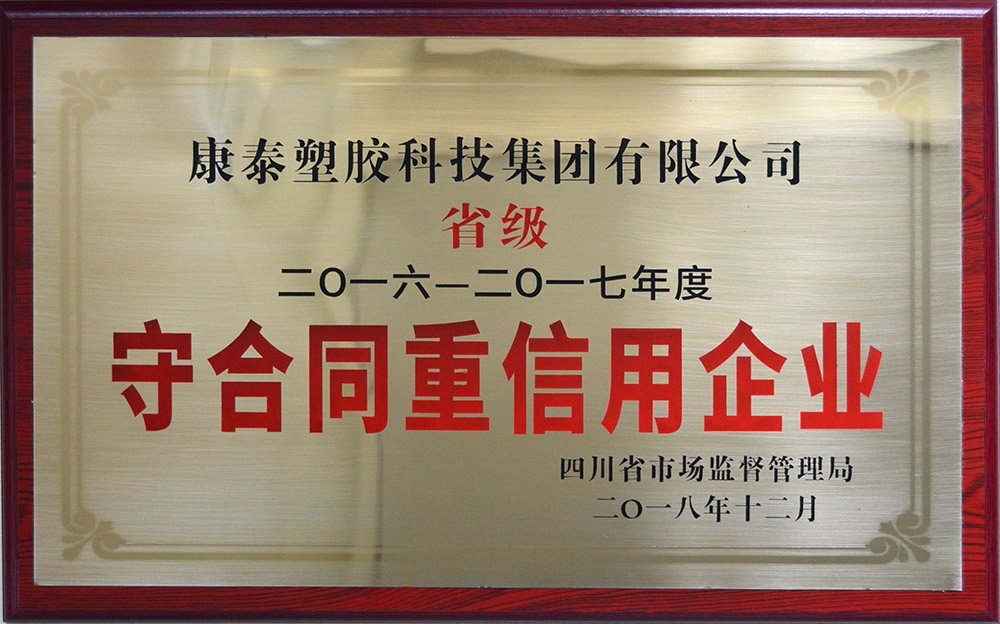 康泰塑胶科技集团有限公司
省级
二〇一六—二〇一七年度
守合同重信用企业
四川省市场监督管理局
二〇一八年十二月